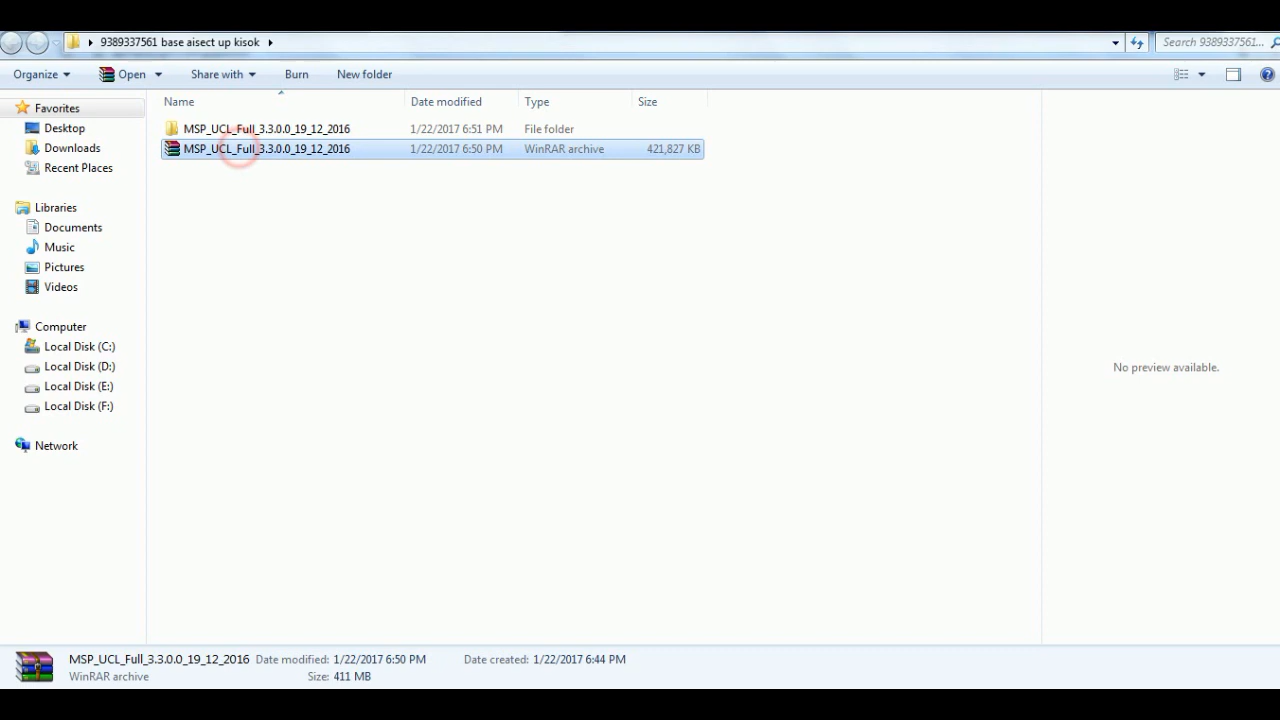 9389337561 base aisect up kisok
Search 9389337561...
Organize
Open
Share with
Burn
New folder
Name
Date modified
Type
Size
Favorites
Desktop
Downloads
Recent Places
Libraries
Documents
Music
Pictures
Videos
Computer
Local Disk (C:)
Local Disk (D:)
Local Disk (E:)
Local Disk (F:)
Network
MSP_UCL_Full_3.3.0.0_19_12_2016 1/22/2017 6:51 PM File folder
MSP_UCL_Full_3.3.0.0_19_12_2016 1/22/2017 6:50 PM WinRAR archive 421,827 KB
No preview available.
MSP_UCL_Full_3.3.0.0_19_12_2016 Date modified: 1/22/2017 6:50 PM Date created: 1/22/2017 6:44 PM
WinRAR archive Size: 411 MB